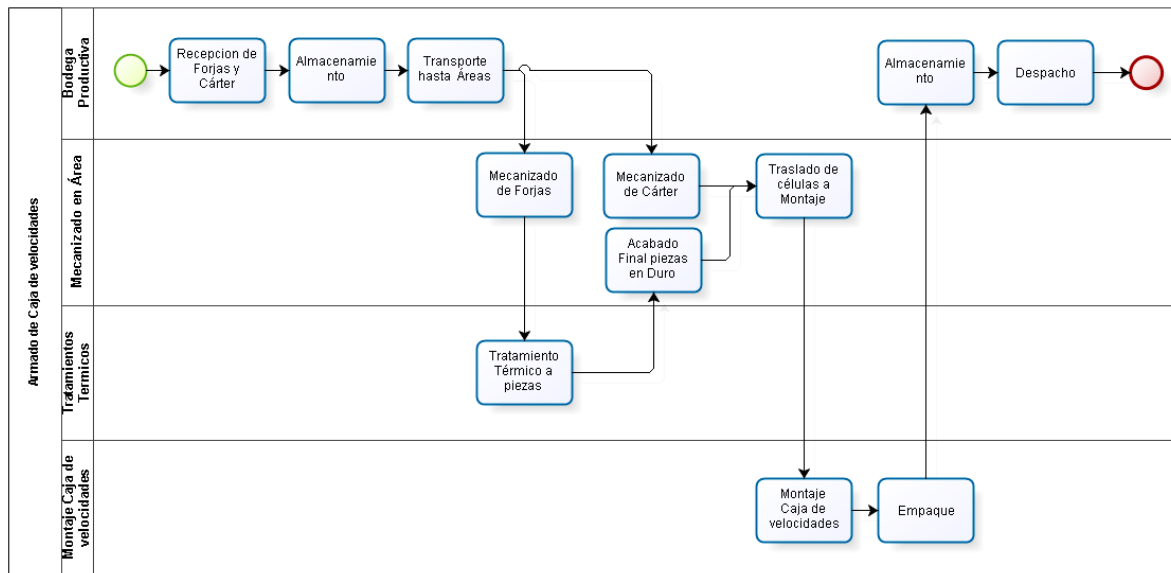 Armado de Caja de velocidades
Bodega
Productiva
Recepcion de
Forjas y
Cárter
Almacenamie
nto
Transporte
hasta Áreas
Almacenamie
nto
Despacho
Mecanizado en Área
Mecanizado
de Forjas
Mecanizado
de Cárter
Traslado de
células a
Montaje
Acabado
Final piezas
en Duro
Tratamientos
Termicos
Tratamiento
Térmico a
piezas
Montaje Caja de
velocidades
Montaje
Caja de
velocidades
Empaque